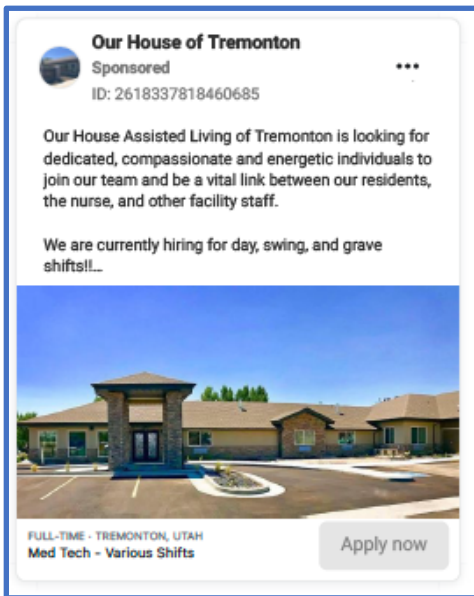 Our House of Tremonton
Sponsored
ID: 2618337818460685
Our House Assisted Living of Tremonton is looking for
dedicated, compassionate and energetic individuals to
join our team and be a vital link between our residents,
the nurse, and other facility staff.
We are currently hiring for day, swing, and grave
shifts!!...
FULL-TIME · TREMONTON, UTAH
Med Tech - Various Shifts
Apply now